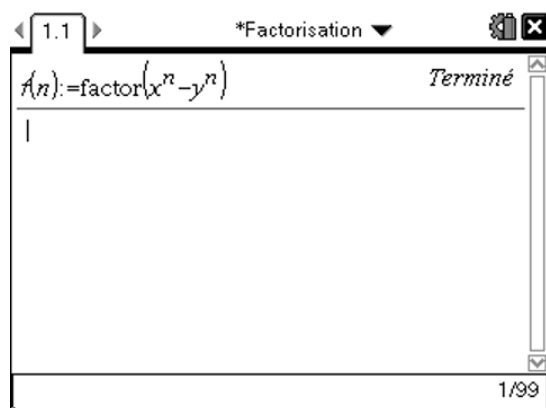 1.1 *Factorisation
f(n):=factor(xⁿ−yⁿ) Terminé
1/99